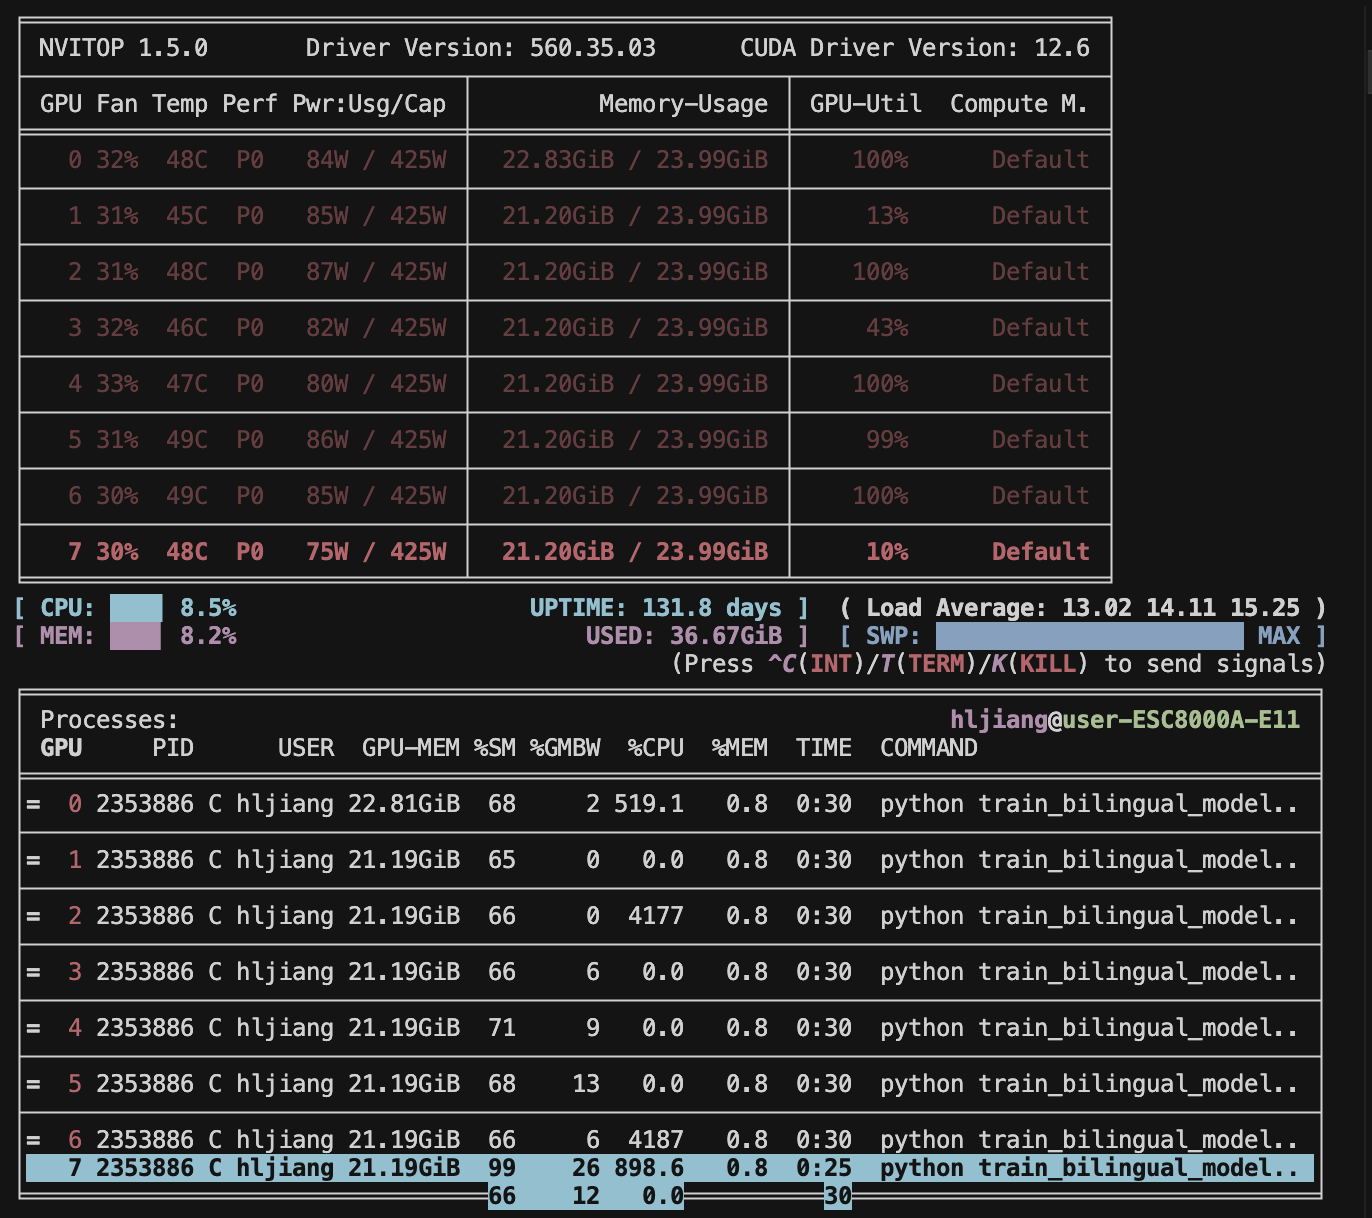 NVITOP 1.5.0 Driver Version: 560.35.03 CUDA Driver Version: 12.6
GPU Fan Temp Perf Pwr:Usg/Cap Memory-Usage GPU-Util Compute M.
0 32% 48C P0 84W / 425W 22.83GiB / 23.99GiB 100% Default
1 31% 45C P0 85W / 425W 21.20GiB / 23.99GiB 13% Default
2 31% 48C P0 87W / 425W 21.20GiB / 23.99GiB 100% Default
3 32% 46C P0 82W / 425W 21.20GiB / 23.99GiB 43% Default
4 33% 47C P0 80W / 425W 21.20GiB / 23.99GiB 100% Default
5 31% 49C P0 86W / 425W 21.20GiB / 23.99GiB 99% Default
6 30% 49C P0 85W / 425W 21.20GiB / 23.99GiB 100% Default
7 30% 48C P0 75W / 425W 21.20GiB / 23.99GiB 10% Default
[ CPU: 8.5% UPTIME: 131.8 days ] ( Load Average: 13.02 14.11 15.25 )
[ MEM: 8.2% USED: 36.67GiB ] [ SWP: MAX ]
(Press ^C(INT)/T(TERM)/K(KILL) to send signals)
Processes: hljiang@user-ESC8000A-E11
GPU PID USER GPU-MEM %SM %GMBW %CPU %MEM TIME COMMAND
= 0 2353886 C hljiang 22.81GiB 68 2 519.1 0.8 0:30 python train_bilingual_model..
= 1 2353886 C hljiang 21.19GiB 65 0 0.0 0.8 0:30 python train_bilingual_model..
= 2 2353886 C hljiang 21.19GiB 66 0 4177 0.8 0:30 python train_bilingual_model..
= 3 2353886 C hljiang 21.19GiB 66 6 0.0 0.8 0:30 python train_bilingual_model..
= 4 2353886 C hljiang 21.19GiB 71 9 0.0 0.8 0:30 python train_bilingual_model..
= 5 2353886 C hljiang 21.19GiB 68 13 0.0 0.8 0:30 python train_bilingual_model..
= 6 2353886 C hljiang 21.19GiB 66 6 4187 0.8 0:30 python train_bilingual_model..
7 2353886 C hljiang 21.19GiB 99 26 898.6 0.8 0:25 python train_bilingual_model..
66 12 0.0 30